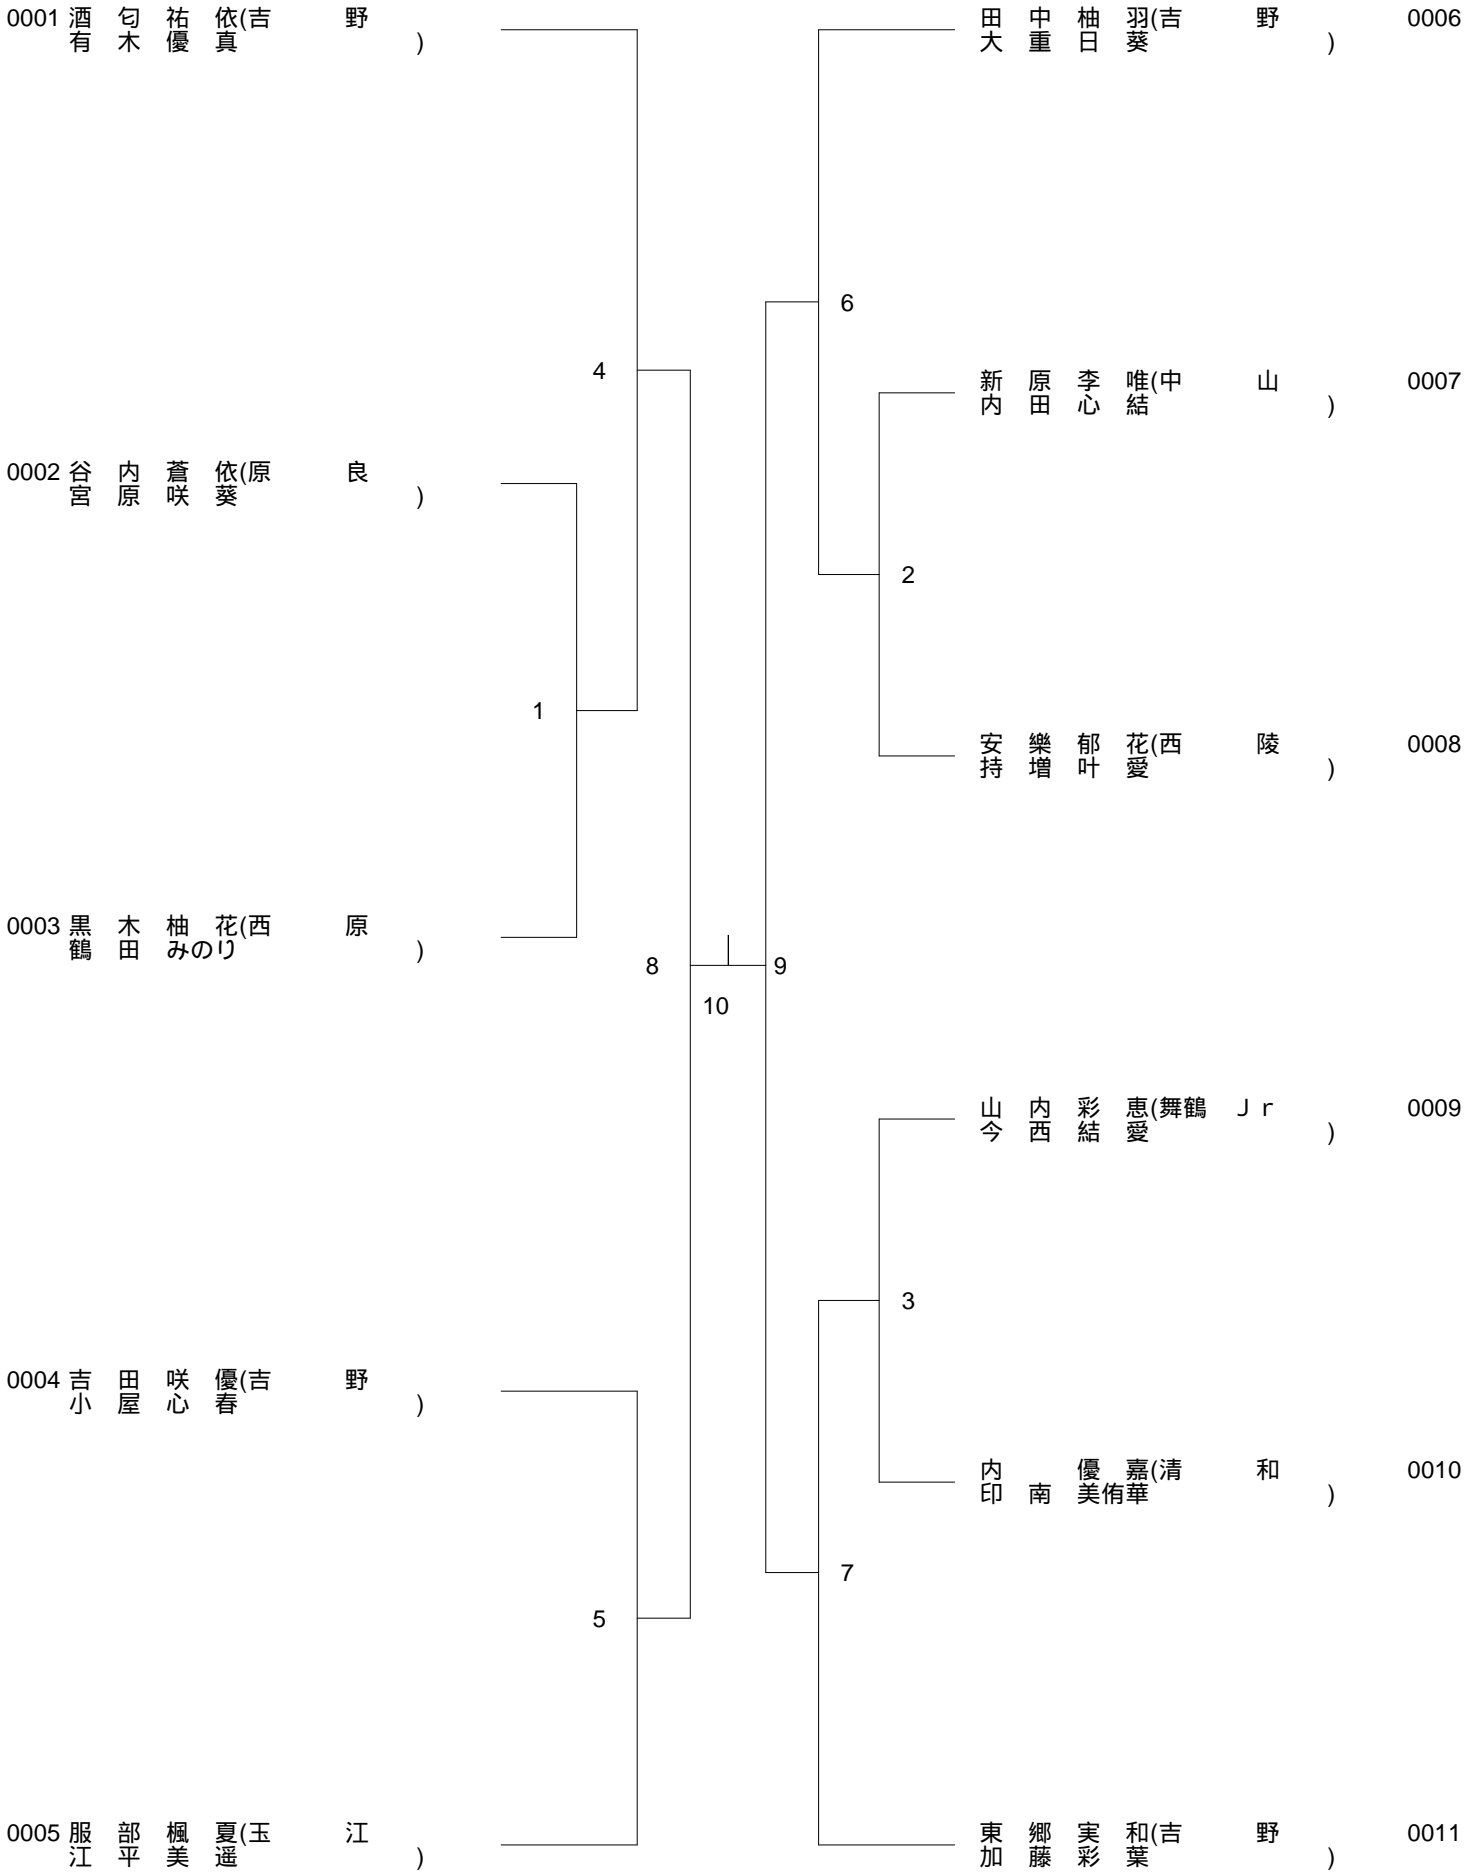 0001 酒　匂　祐　依(吉　　　野
有　木　優　真　　　　　　　)
4
0002 谷　内　蒼　依(原　　　良
宮　原　咲　葵　　　　　　　)
1
0003 黒　木　柚　花(西　　　原
鶴　田　みのり　　　　　　　)
8
10
0004 吉　田　咲　優(吉　　　野
小　屋　心　春　　　　　　　)
5
0005 服　部　楓　夏(玉　　　江
江　平　美　遥　　　　　　　)
田　中　柚　羽(吉　　　野　　0006
大　重　日　葵　　　　　　　)
6
新　原　李　唯(中　　　山　　0007
内　田　心　結　　　　　　　)
2
安　樂　郁　花(西　　　陵　　0008
持　増　叶　愛　　　　　　　)
9
山　内　彩　恵(舞鶴　Ｊｒ　　0009
今　西　結　愛　　　　　　　)
3
内　　　優　嘉(清　　　和　　0010
印　南　美侑華　　　　　　　)
7
東　郷　実　和(吉　　　野　　0011
加　藤　彩　葉　　　　　　　)